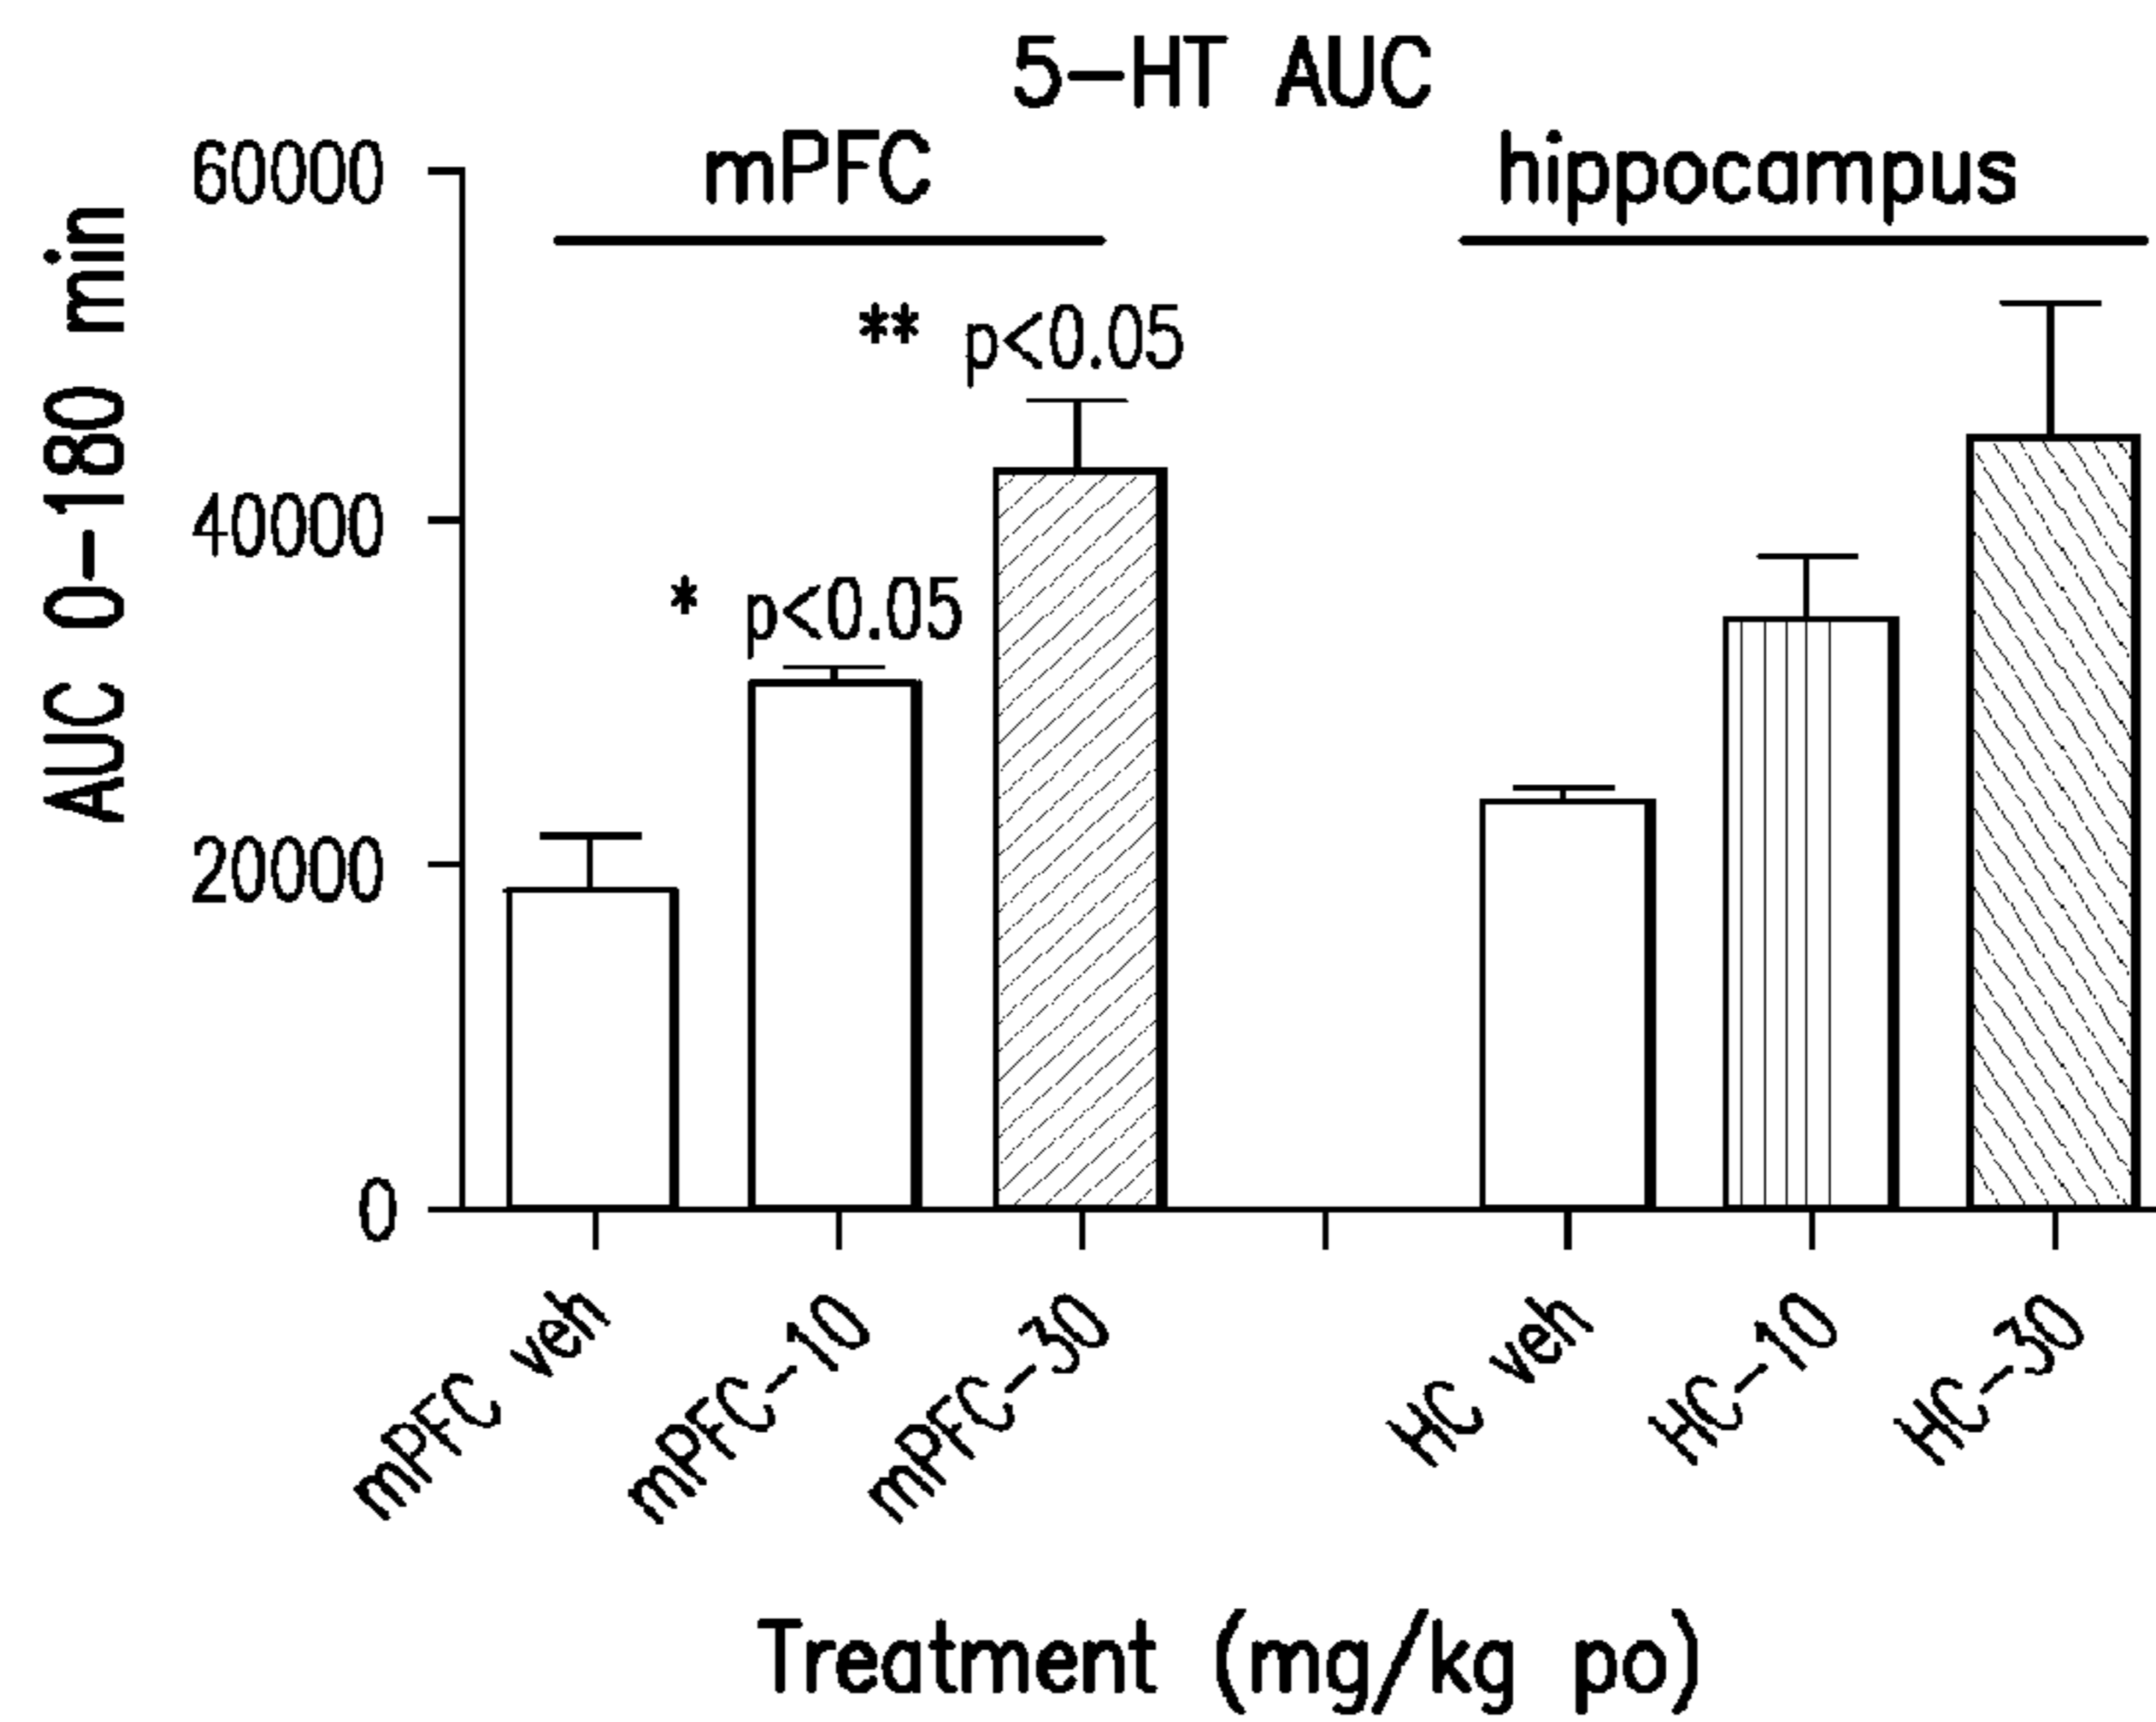 5-HT AUC
mPFC
hippocampus
AUC 0-180 min
60000
40000
20000
0
** p<0.05
* p<0.05
mPFC veh
mPFC-10
mPFC-30
HC veh
HC-10
HC-30
Treatment (mg/kg po)